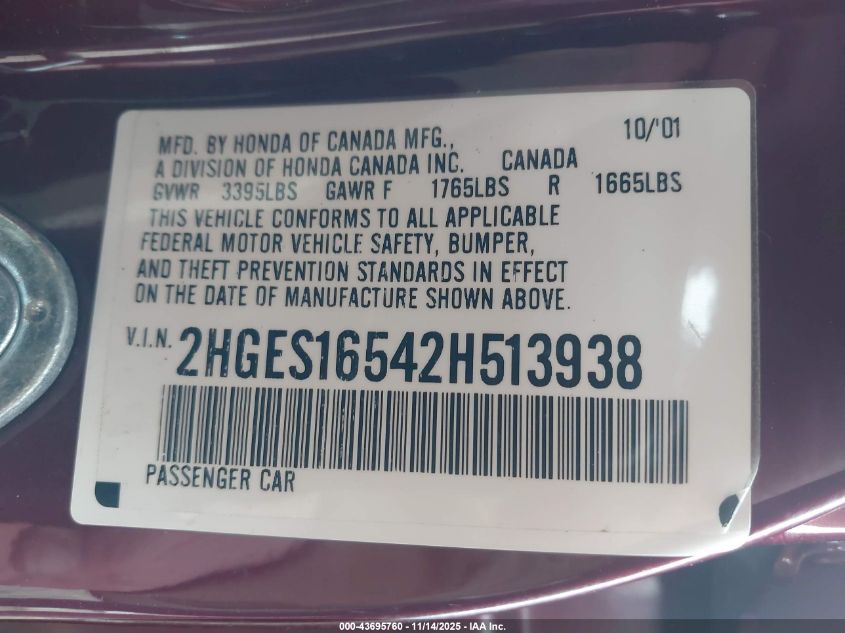 10/'01
MFD. BY HONDA OF CANADA MFG.,
A DIVISION OF HONDA CANADA INC. CANADA
GVWR 3395LBS GAWR F 1765LBS R 1665LBS
THIS VEHICLE CONFORMS TO ALL APPLICABLE
FEDERAL MOTOR VEHICLE SAFETY, BUMPER,
AND THEFT PREVENTION STANDARDS IN EFFECT
ON THE DATE OF MANUFACTURE SHOWN ABOVE.
V.I.N. 2HGES16542H513938
PASSENGER CAR
000-43695760 - 11/14/2025 - IAA Inc.